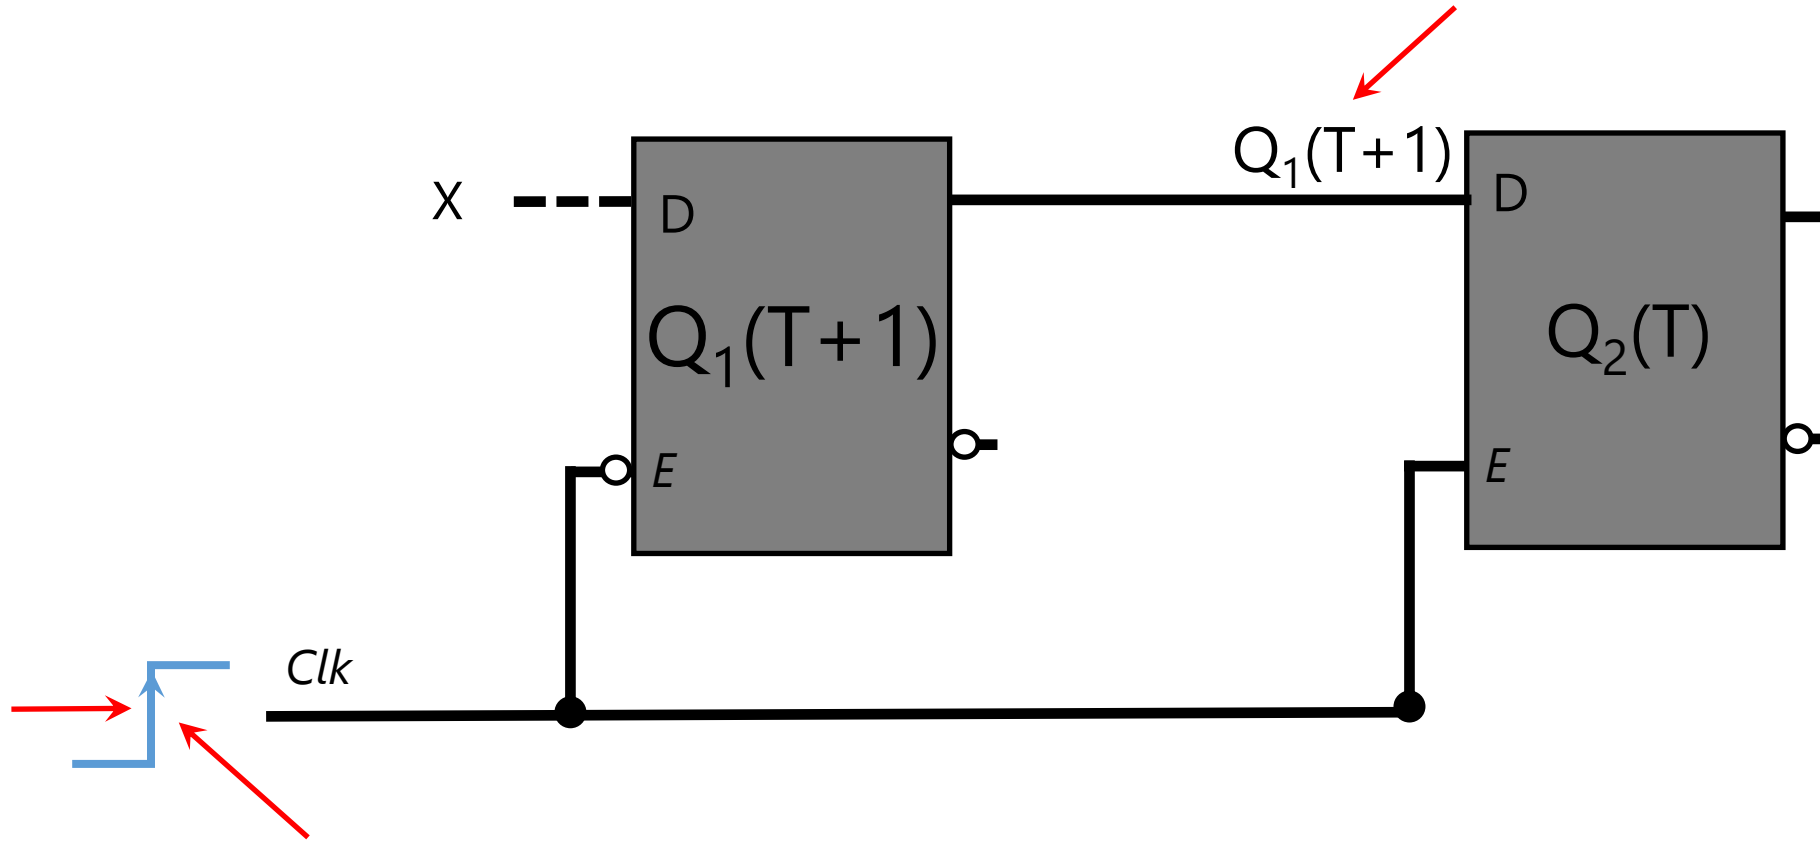 Q₁(T+1)
X
D
D
Q₁(T+1)
Q₂(T)
E
E
Clk